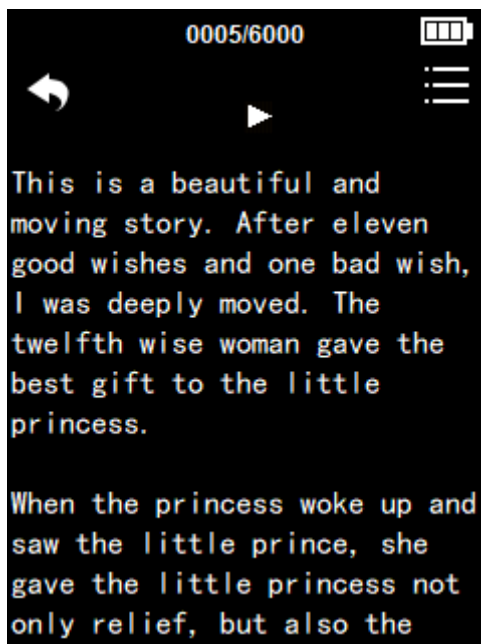 0005/6000
This is a beautiful and
moving story. After eleven
good wishes and one bad wish,
I was deeply moved. The
twelfth wise woman gave the
best gift to the little
princess.
When the princess woke up and
saw the little prince, she
gave the little princess not
only relief, but also the